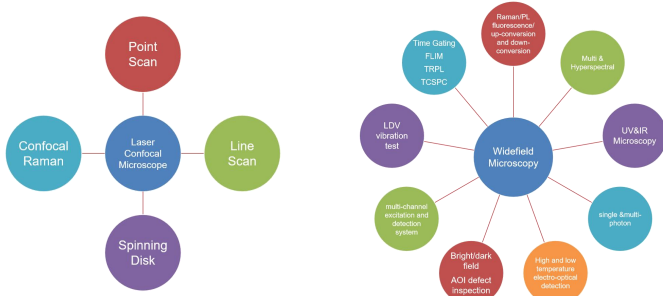 Point
Scan
Confocal
Raman
Laser
Confocal
Microscope
Line
Scan
Spinning
Disk
Raman/PL
fluorescence/
up-conversion
and down-
conversion
Time Gating
FLIM
TRPL
TCSPC
Multi &
Hyperspectral
LDV
vibration
test
Widefield
Microscopy
UV&IR
Microscopy
multi-channel
excitation and
detection
system
single &multi-
photon
Bright/dark
field
AOI defect
inspection
High and low
temperature
electro-optical
detection